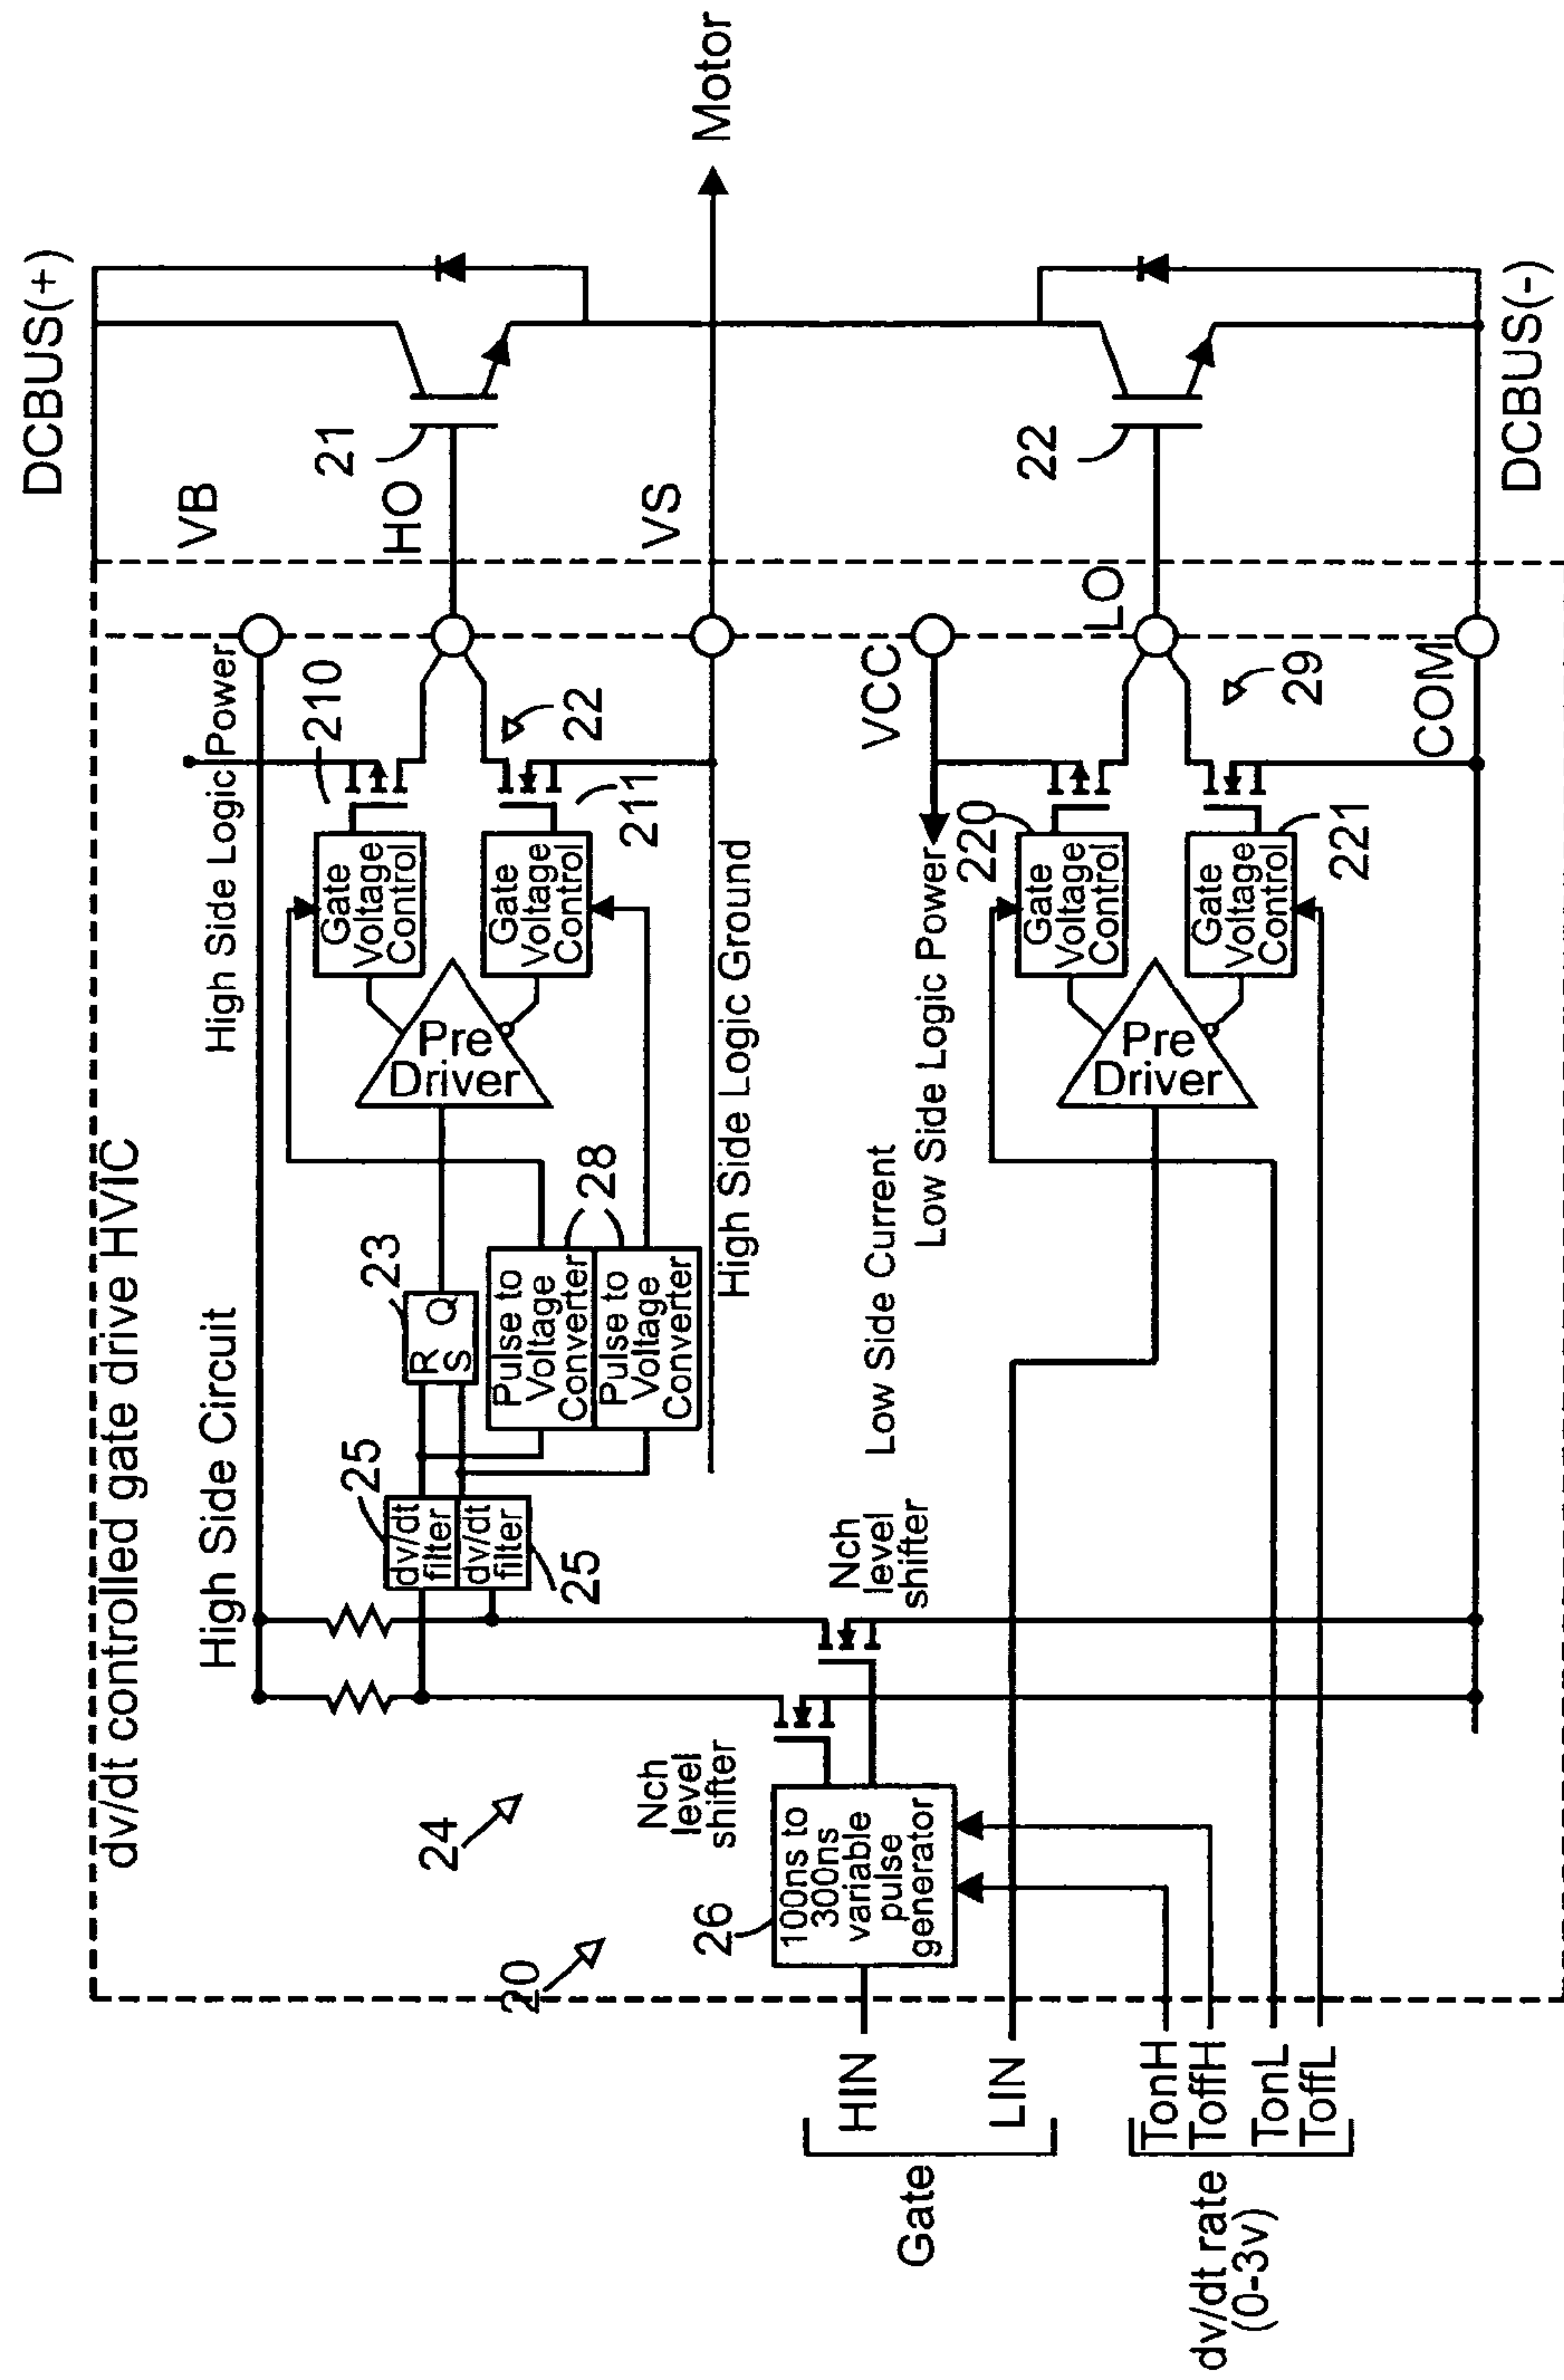 dv/dt controlled gate drive HVIC
High Side Circuit
High Side Logic Power
VB
DCBUS(+)
24
20
25
dv/dt
filter
dv/dt
filter
25
23
R
S
Q
Pulse to
Voltage
Converter
Pulse to
Voltage
Converter
28
Pre
Driver
Gate
Voltage
Control
210
Gate
Voltage
Control
211
22
HO
21
VS
Motor
High Side Logic Ground
Nch
level
shifter
Nch
level
shifter
26
100ns to
300ns
variable
pulse
generator
Low Side Current
Low Side Logic Power
VCC
Pre
Driver
220
Gate
Voltage
Control
Gate
Voltage
Control
221
29
LO
22
COM
DCBUS(-)
Gate
HIN
LIN
dv/dt rate
(0-3v)
TonH
ToffH
TonL
ToffL